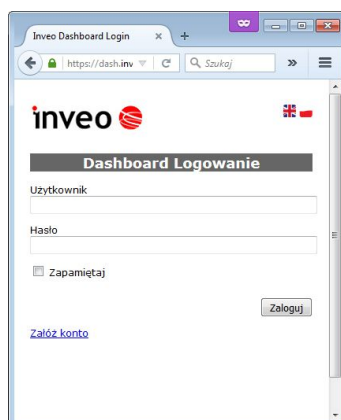 Inveo Dashboard Login
https://dash.inv
Szukaj
inveo
Dashboard Logowanie
Użytkownik
Hasło
Zapamiętaj
Zaloguj
Załóż konto